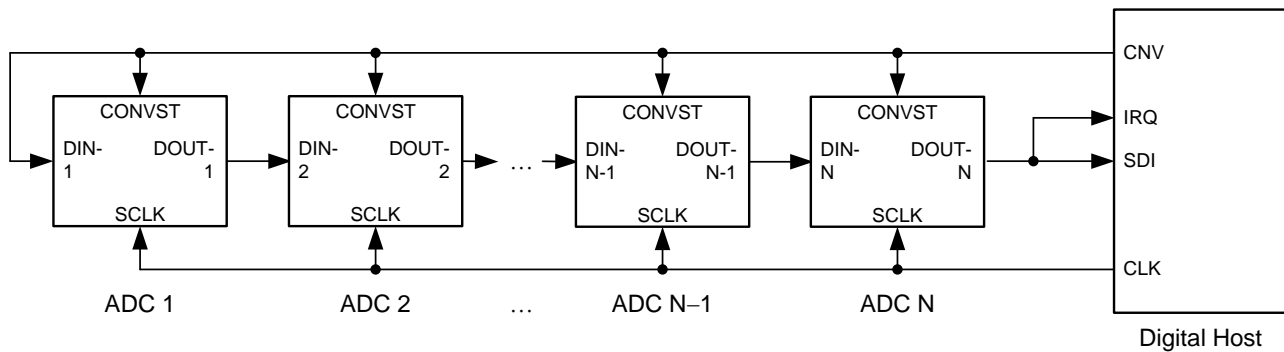 CNV
CONVST
DIN-
1
DOUT-
1
SCLK
CONVST
DIN-
2
DOUT-
2
SCLK
...
CONVST
DIN-
N-1
DOUT-
N-1
SCLK
CONVST
DIN-
N
DOUT-
N
SCLK
IRQ
SDI
CLK
ADC 1
ADC 2
...
ADC N−1
ADC N
Digital Host